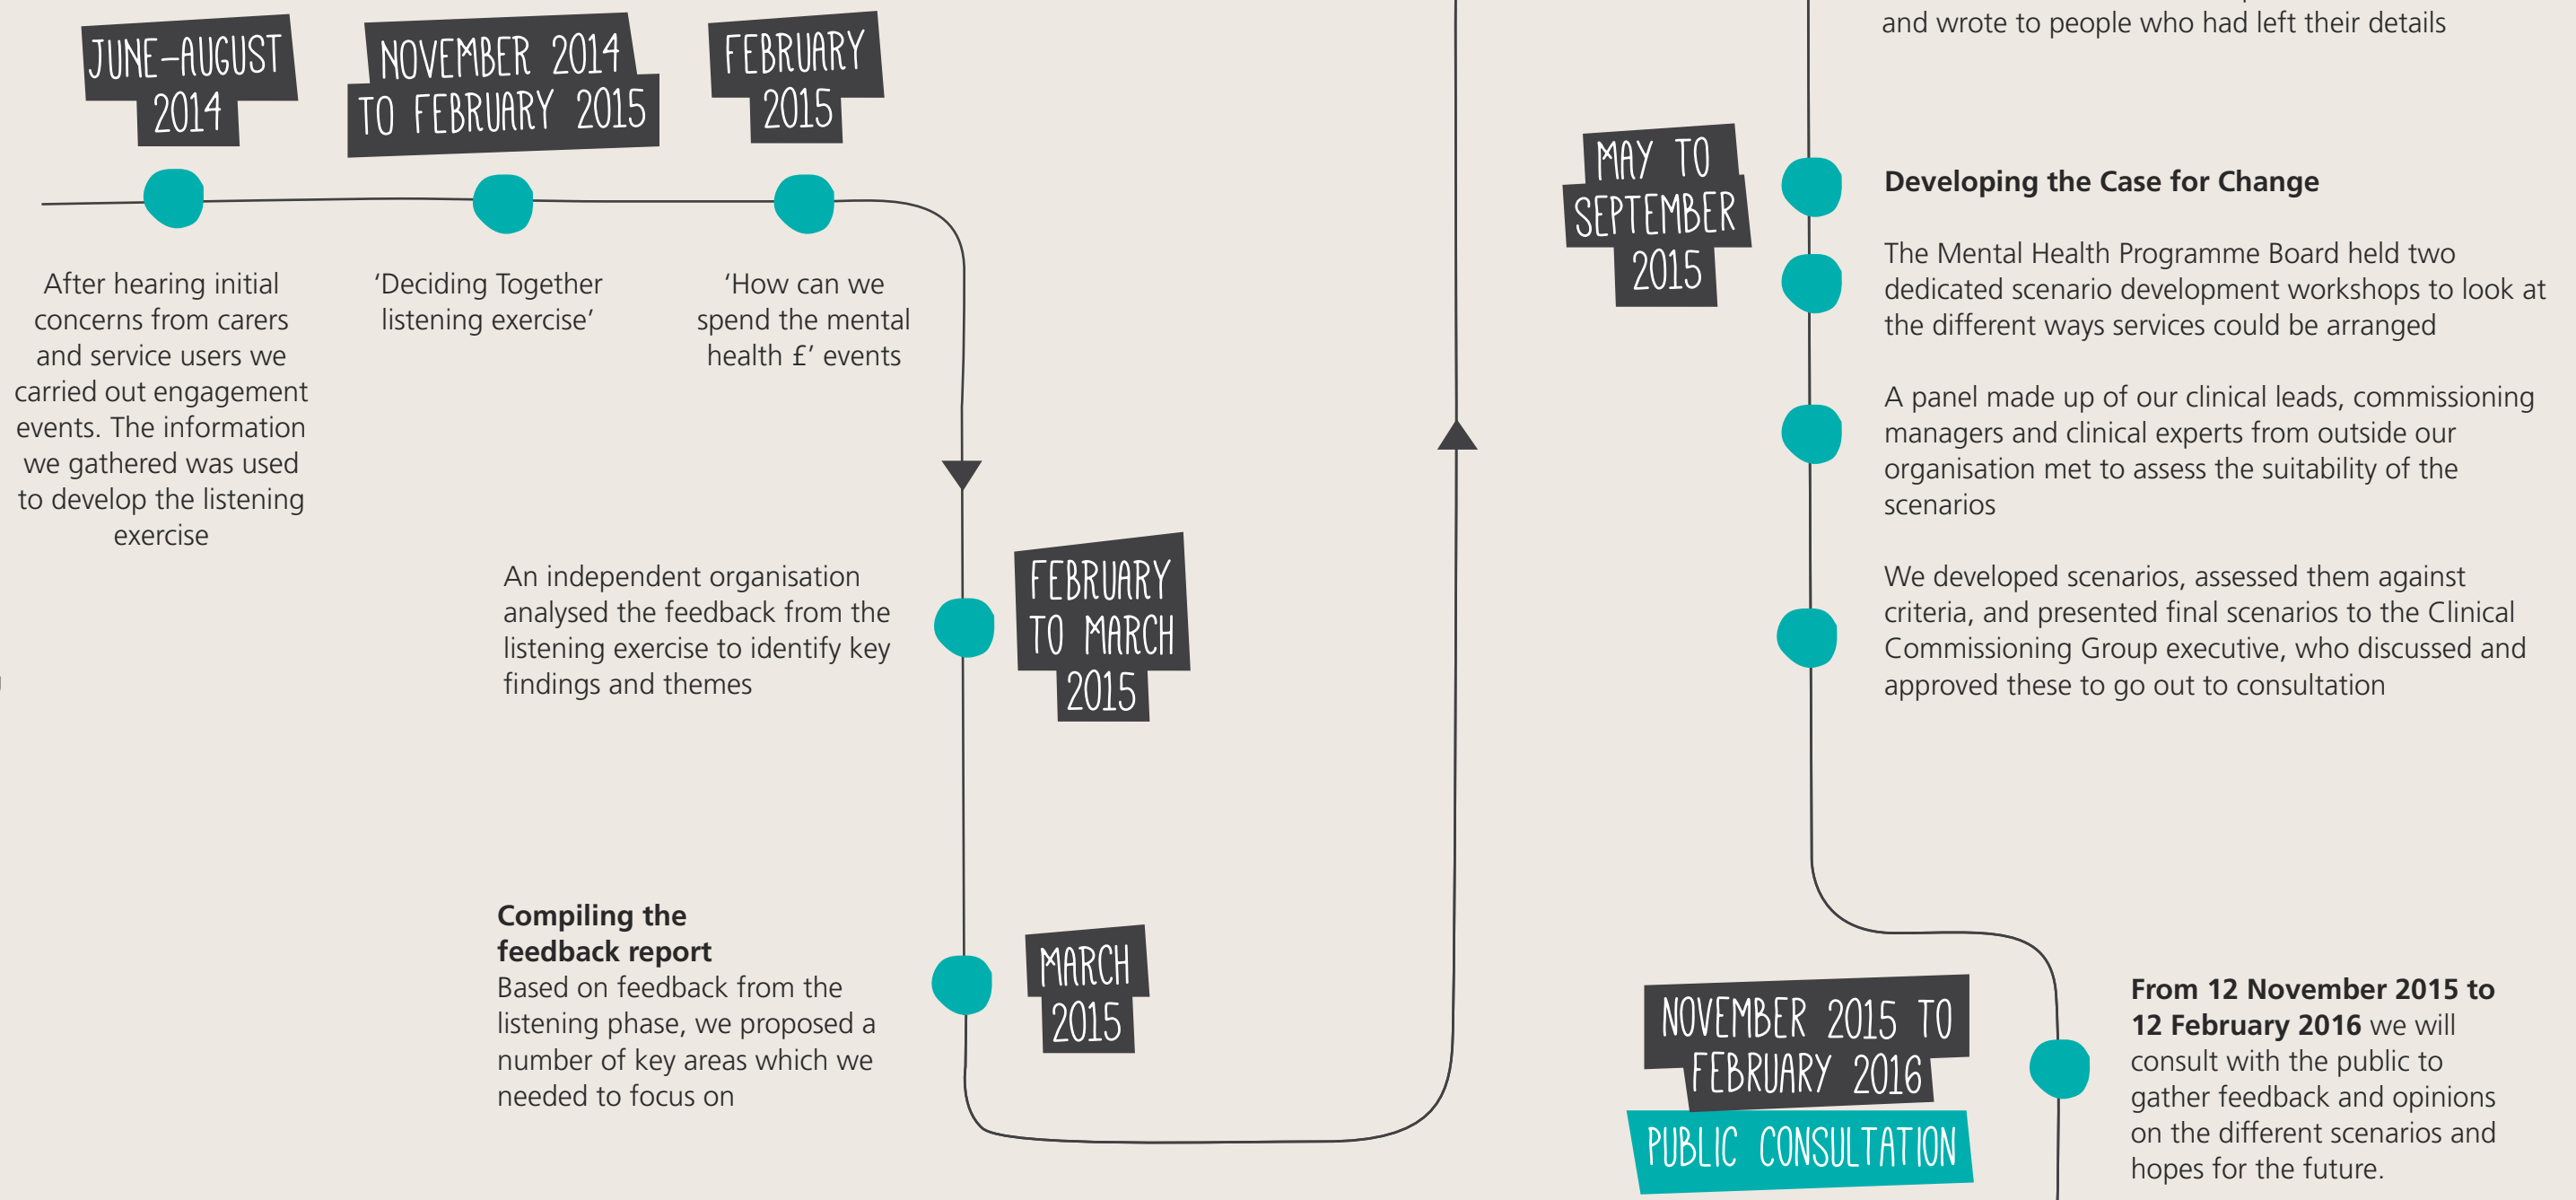 JUNE–AUGUST
2014
After hearing initial
concerns from carers
and service users we
carried out engagement
events. The information
we gathered was used
to develop the listening
exercise
NOVEMBER 2014
TO FEBRUARY 2015
‘Deciding Together
listening exercise’
FEBRUARY
2015
‘How can we
spend the mental
health £’ events
An independent organisation
analysed the feedback from the
listening exercise to identify key
findings and themes
FEBRUARY
TO MARCH
2015
Compiling the
feedback report
Based on feedback from the
listening phase, we proposed a
number of key areas which we
needed to focus on
MARCH
2015
and wrote to people who had left their details
MAY TO
SEPTEMBER
2015
Developing the Case for Change
The Mental Health Programme Board held two
dedicated scenario development workshops to look at
the different ways services could be arranged
A panel made up of our clinical leads, commissioning
managers and clinical experts from outside our
organisation met to assess the suitability of the
scenarios
We developed scenarios, assessed them against
criteria, and presented final scenarios to the Clinical
Commissioning Group executive, who discussed and
approved these to go out to consultation
NOVEMBER 2015 TO
FEBRUARY 2016
PUBLIC CONSULTATION
From 12 November 2015 to
12 February 2016 we will
consult with the public to
gather feedback and opinions
on the different scenarios and
hopes for the future.